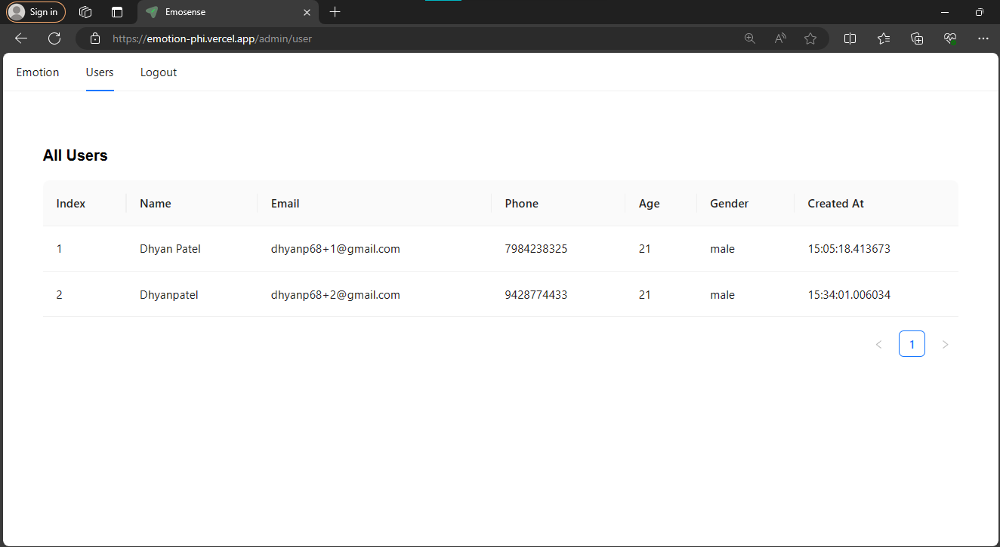 Sign in
Emosense
https://emotion-phi.vercel.app/admin/user
Emotion Users Logout
All Users
Index Name Email Phone Age Gender Created At
1 Dhyan Patel dhyanp68+1@gmail.com 7984238325 21 male 15:05:18.413673
2 Dhyanpatel dhyanp68+2@gmail.com 9428774433 21 male 15:34:01.006034
< 1 >